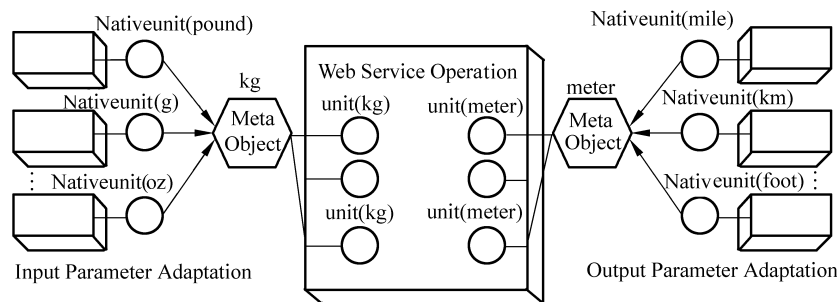 Nativeunit(pound)
Nativeunit(g)
Nativeunit(oz)
Input Parameter Adaptation
kg
Meta
Object
Web Service Operation
unit(kg)
unit(kg)
unit(meter)
unit(meter)
meter
Meta
Object
Nativeunit(mile)
Nativeunit(km)
Nativeunit(foot)
Output Parameter Adaptation